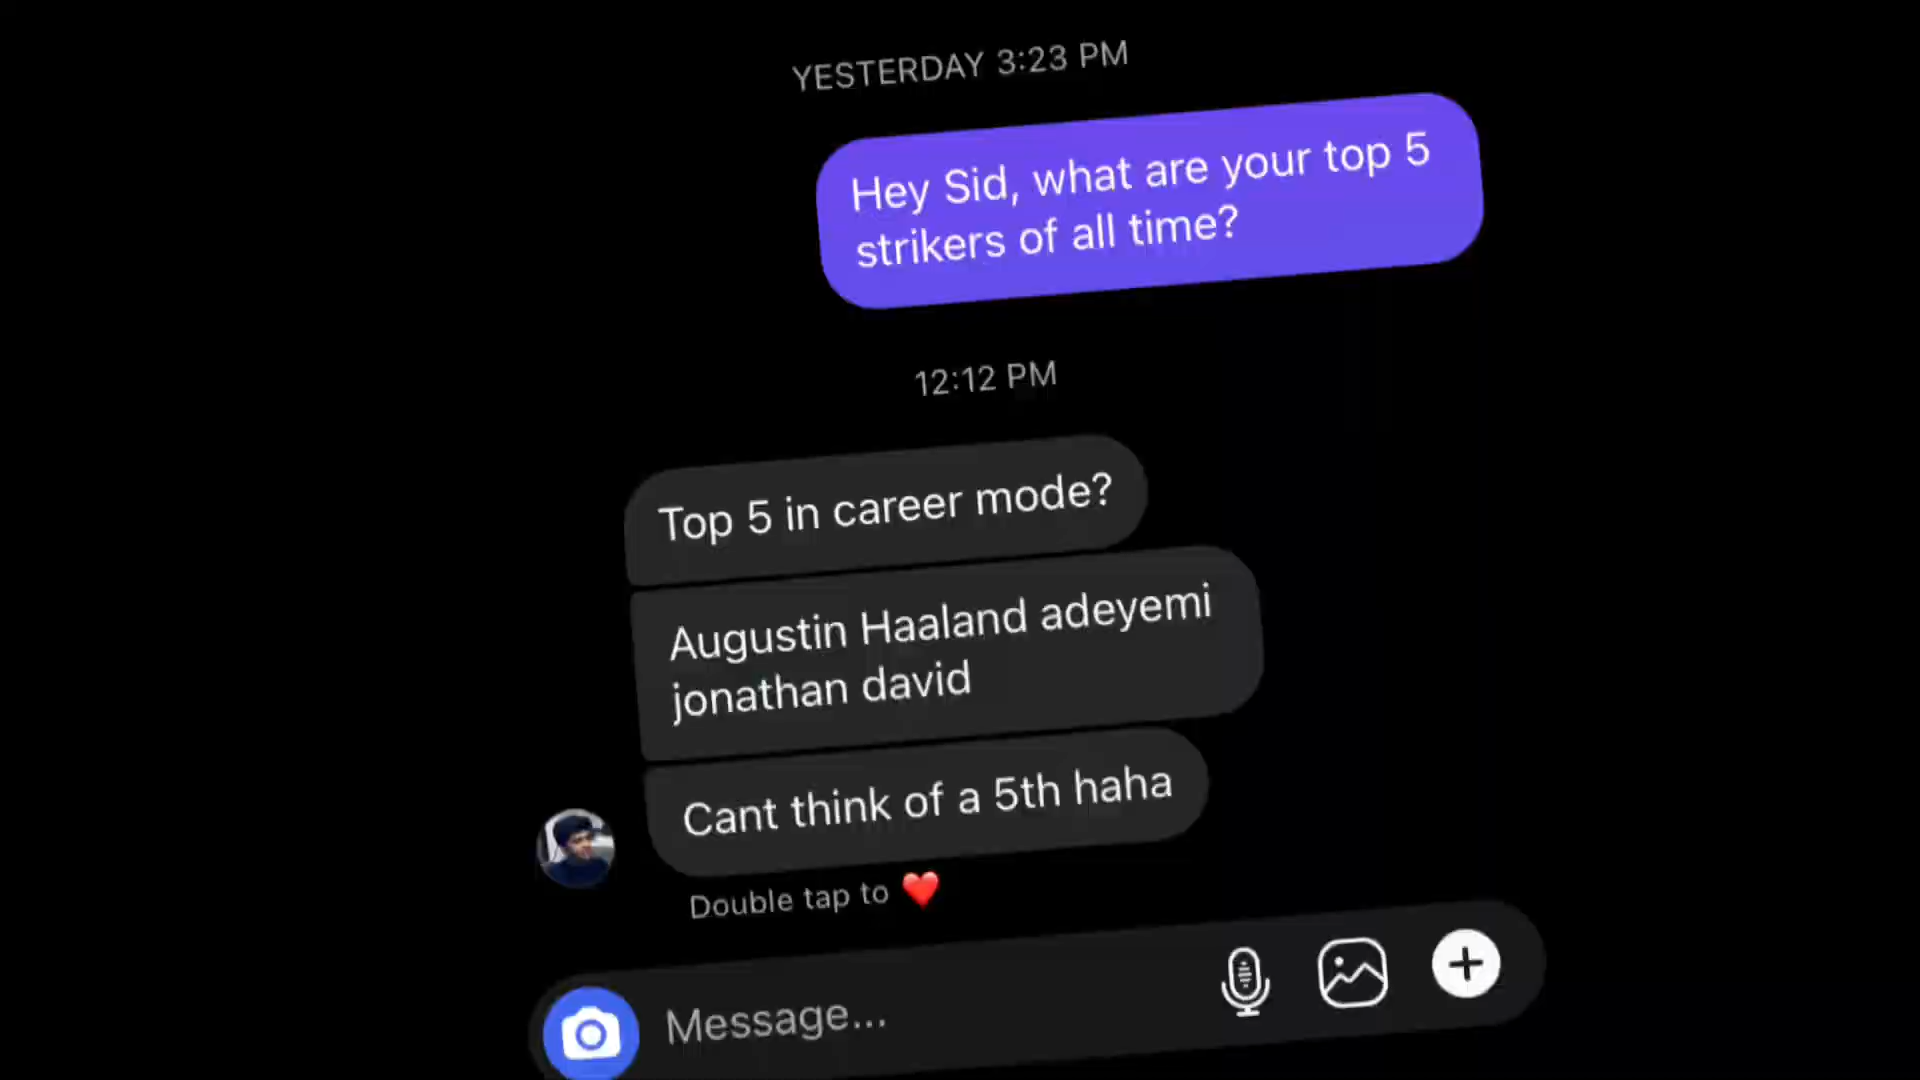 YESTERDAY 3:23 PM
Hey Sid, what are your top 5
strikers of all time?
12:12 PM
Top 5 in career mode?
Augustin Haaland adeyemi
jonathan david
Cant think of a 5th haha
Double tap to ❤️
Message...